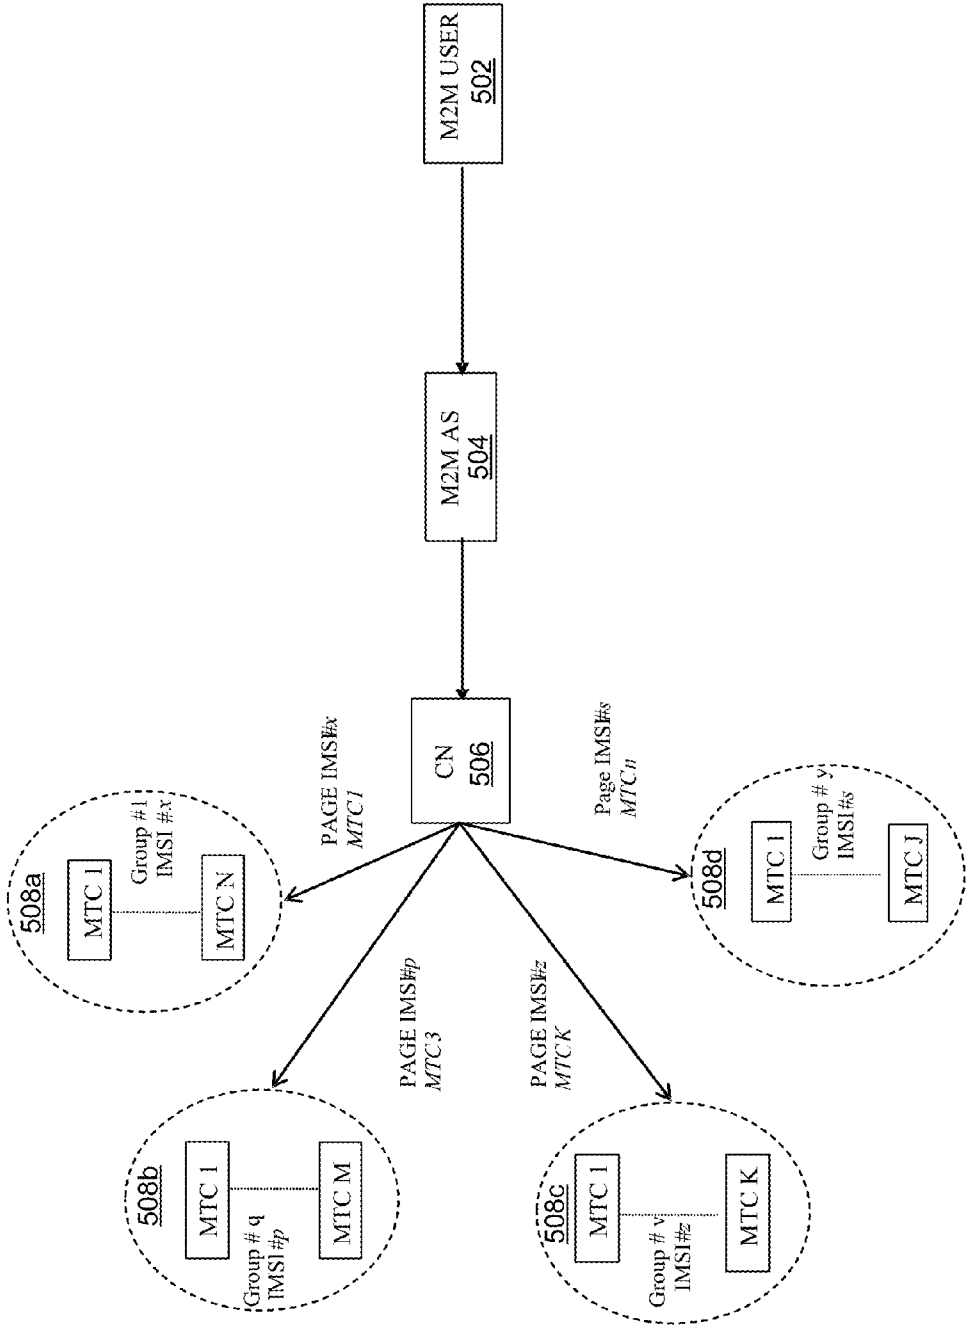 508b
MTC 1
MTC M
Group # q
IMSI #p
508a
MTC 1
MTC N
Group #1
IMSI #x
PAGE IMSI#x
MTC1
PAGE IMSI#p
MTC3
PAGE IMSI#z
MTCK
Page IMSI#s
MTCn
CN
506
M2M AS
504
M2M USER
502
508c
MTC 1
MTC K
Group # v
IMSI#z
508d
MTC 1
MTC J
Group # y
IMSI#s